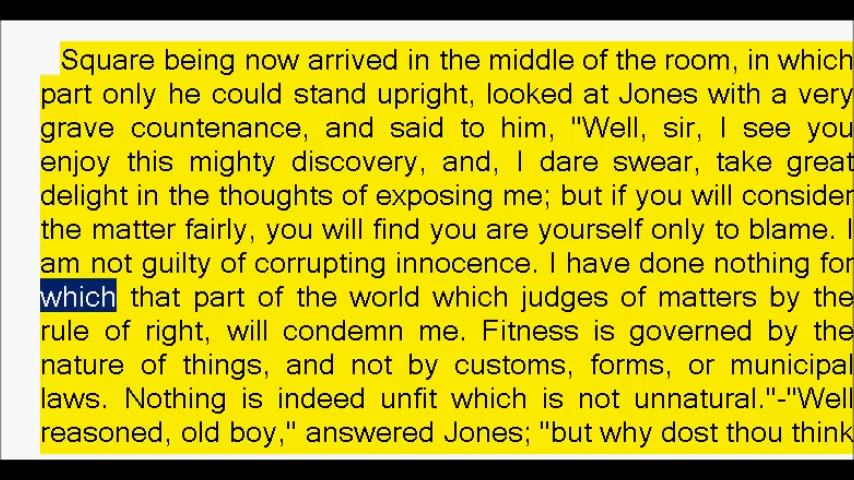 Square being now arrived in the middle of the room, in which
part only he could stand upright, looked at Jones with a very
grave countenance, and said to him, "Well, sir, I see you
enjoy this mighty discovery, and, I dare swear, take great
delight in the thoughts of exposing me; but if you will consider
the matter fairly, you will find you are yourself only to blame. I
am not guilty of corrupting innocence. I have done nothing for
which that part of the world which judges of matters by the
rule of right, will condemn me. Fitness is governed by the
nature of things, and not by customs, forms, or municipal
laws. Nothing is indeed unfit which is not unnatural."-"Well
reasoned, old boy," answered Jones; "but why dost thou think